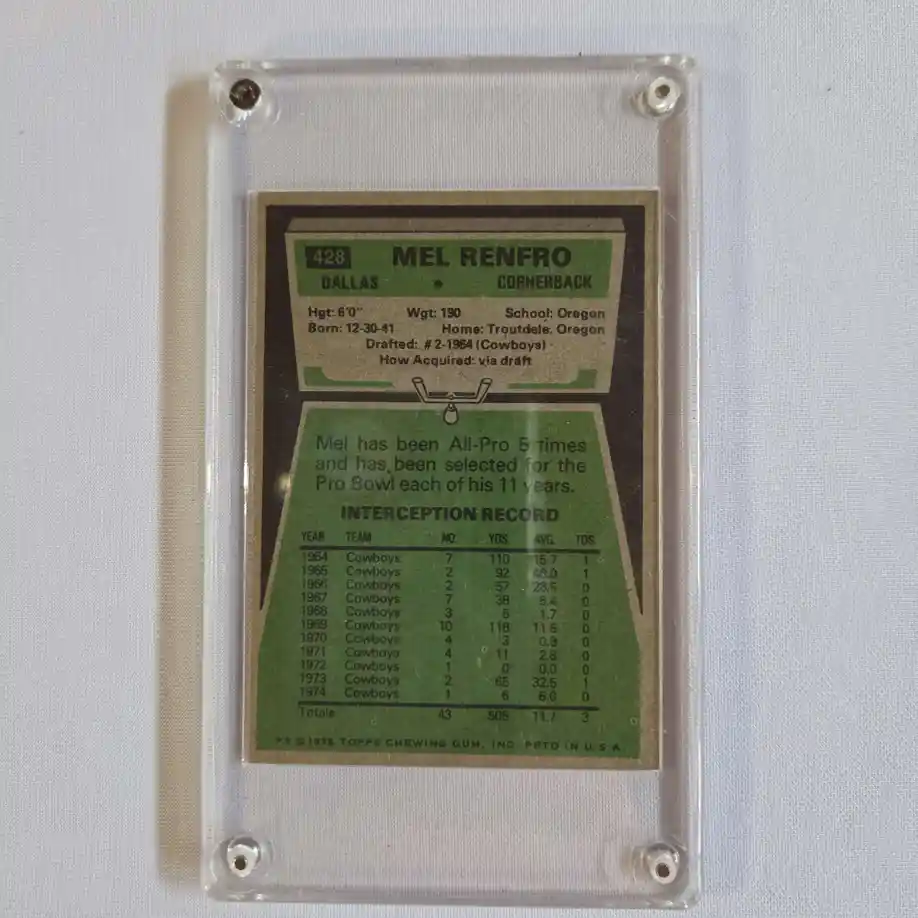 428 MEL RENFRO
DALLAS CORNERBACK
Hgt: 6'0" Wgt: 190 School: Oregon
Born: 12-30-41 Home: Troutdale, Oregon
Drafted: #2-1964 (Cowboys)
How Acquired: via draft
Mel has been All-Pro times
and has been selected for the
Pro Bowl each of his 11 years.
INTERCEPTION RECORD
YEAR TEAM NO. YDS. AVG. TDS.
1964 Cowboys 7 110 15.7 1
1965 Cowboys 2 92 46.0 1
1966 Cowboys 2 57 28.5 0
1967 Cowboys 7 38 5.4 0
1968 Cowboys 3 5 1.7 0
1969 Cowboys 10 118 11.8 0
1970 Cowboys 4 3 0.8 0
1971 Cowboys 4 11 2.8 0
1972 Cowboys 1 0 0.0 0
1973 Cowboys 2 65 32.5 1
1974 Cowboys 1 6 6.0 0
Totals 43 505 11.7 3
© 1975 TOPPS CHEWING GUM, INC. PRTD IN U.S.A.